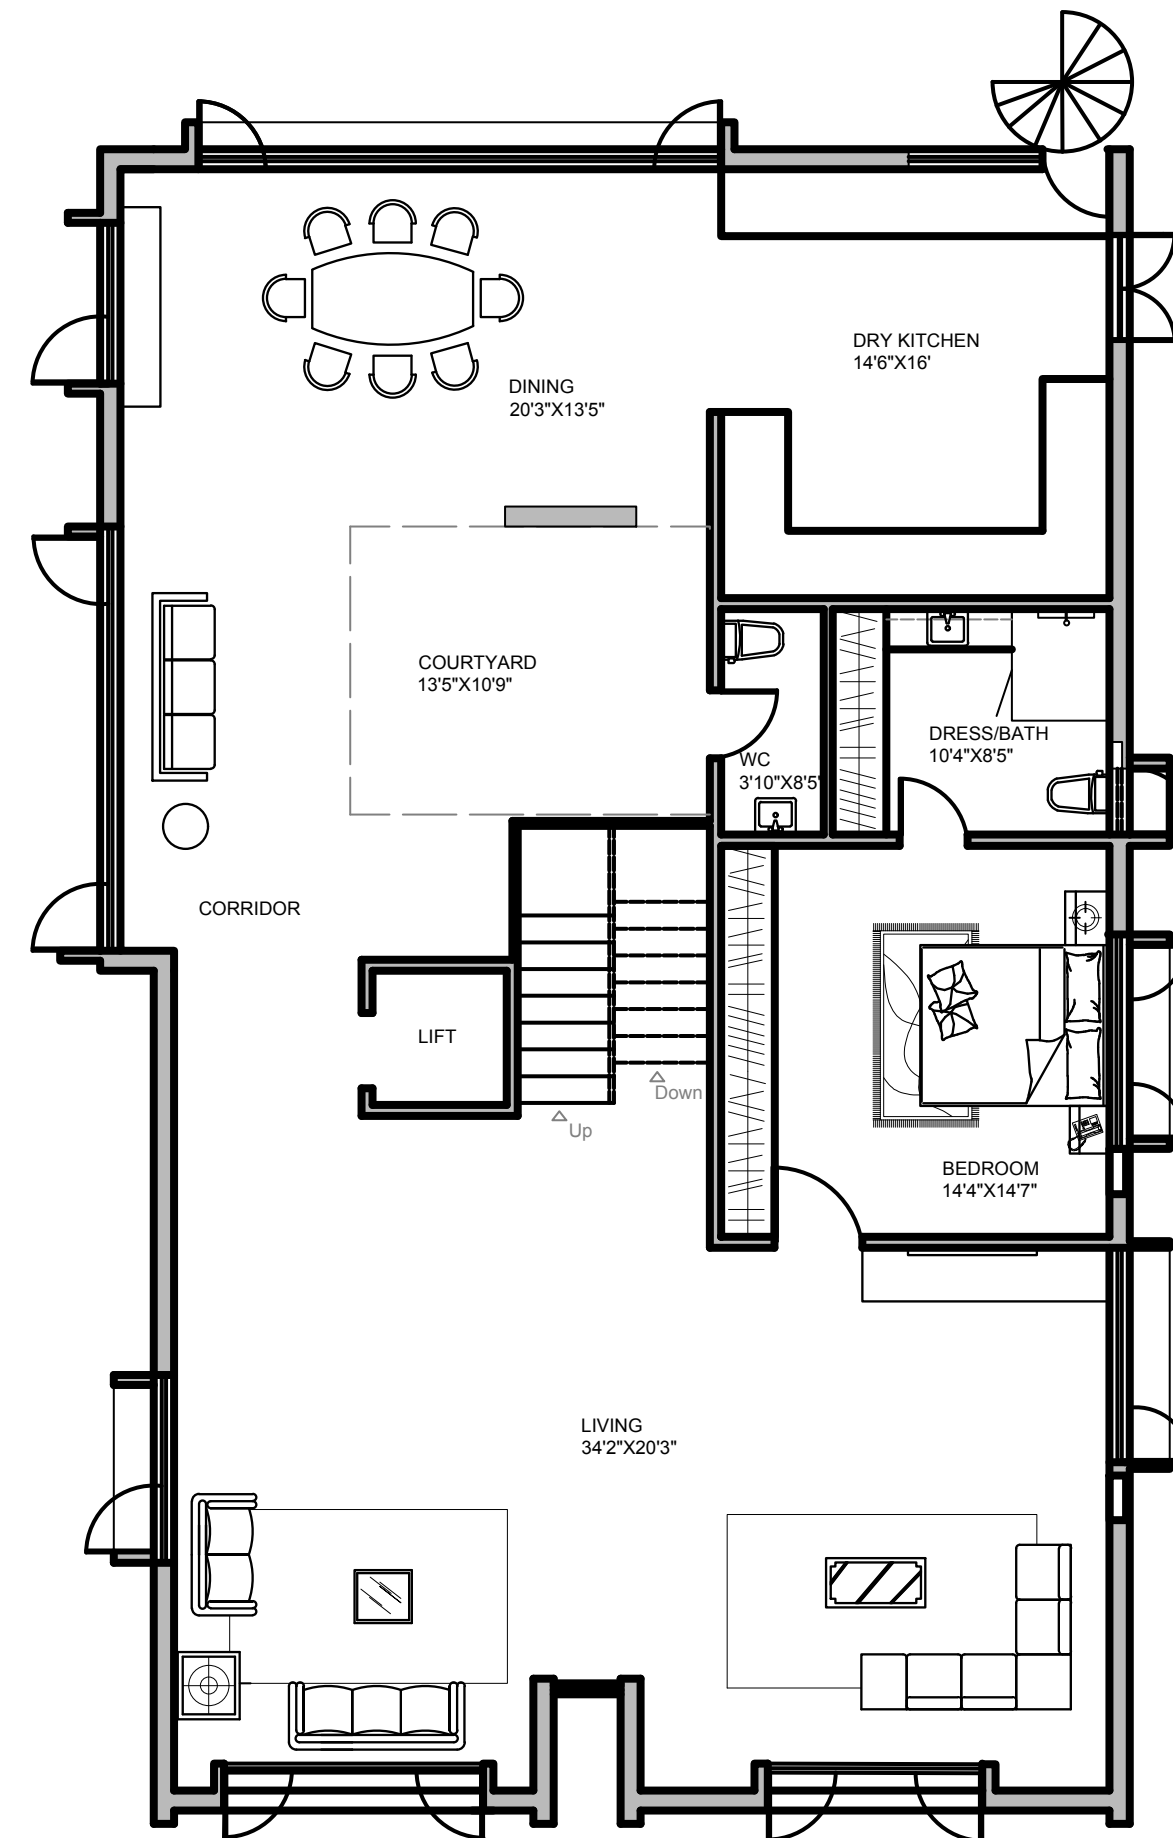 DRY KITCHEN
14'6"X16'
DINING
20'3"X13'5"
COURTYARD
13'5"X10'9"
WC
3'10"X8'5"
DRESS/BATH
10'4"X8'5"
CORRIDOR
LIFT
Down
Up
BEDROOM
14'4"X14'7"
LIVING
34'2"X20'3"